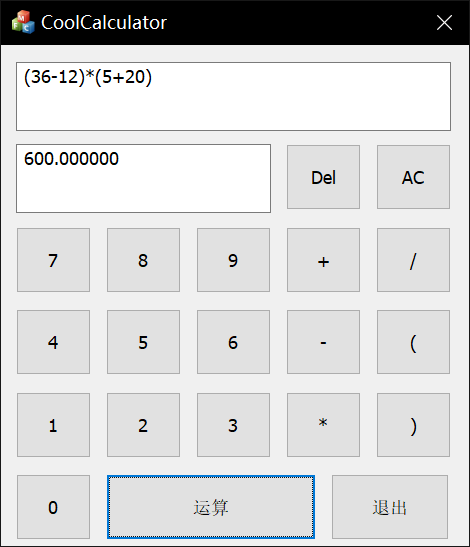 CoolCalculator
(36-12)*(5+20)
600.000000
Del AC
7 8 9 + /
4 5 6 - (
1 2 3 * )
0 运算 退出